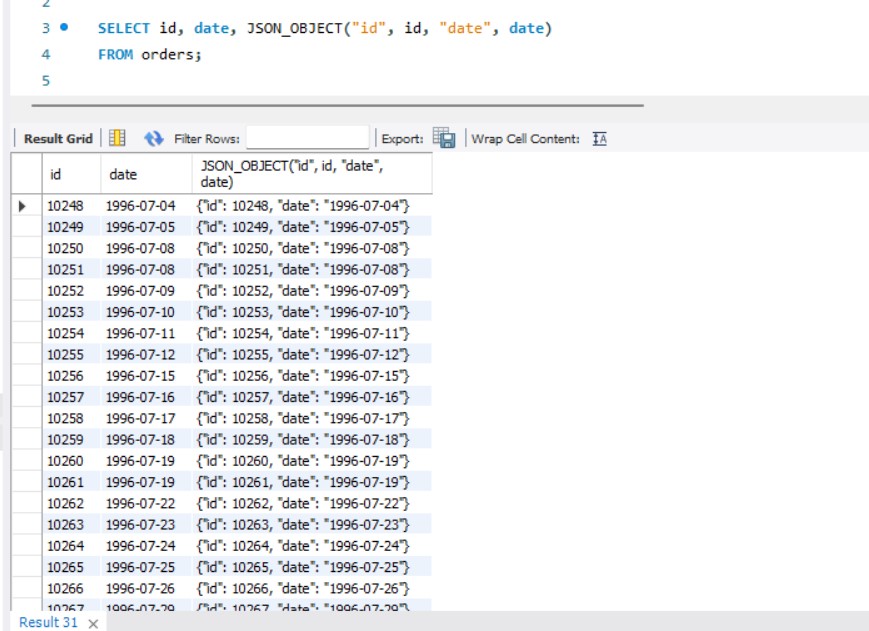 2
3 SELECT id, date, JSON_OBJECT("id", id, "date", date)
4 FROM orders;
5
Result Grid Filter Rows: Export: Wrap Cell Content: IA
id date JSON_OBJECT("id", id, "date",
date)
10248 1996-07-04 {"id": 10248, "date": "1996-07-04"}
10249 1996-07-05 {"id": 10249, "date": "1996-07-05"}
10250 1996-07-08 {"id": 10250, "date": "1996-07-08"}
10251 1996-07-08 {"id": 10251, "date": "1996-07-08"}
10252 1996-07-09 {"id": 10252, "date": "1996-07-09"}
10253 1996-07-10 {"id": 10253, "date": "1996-07-10"}
10254 1996-07-11 {"id": 10254, "date": "1996-07-11"}
10255 1996-07-12 {"id": 10255, "date": "1996-07-12"}
10256 1996-07-15 {"id": 10256, "date": "1996-07-15"}
10257 1996-07-16 {"id": 10257, "date": "1996-07-16"}
10258 1996-07-17 {"id": 10258, "date": "1996-07-17"}
10259 1996-07-18 {"id": 10259, "date": "1996-07-18"}
10260 1996-07-19 {"id": 10260, "date": "1996-07-19"}
10261 1996-07-19 {"id": 10261, "date": "1996-07-19"}
10262 1996-07-22 {"id": 10262, "date": "1996-07-22"}
10263 1996-07-23 {"id": 10263, "date": "1996-07-23"}
10264 1996-07-24 {"id": 10264, "date": "1996-07-24"}
10265 1996-07-25 {"id": 10265, "date": "1996-07-25"}
10266 1996-07-26 {"id": 10266, "date": "1996-07-26"}
10267 1996-07-29 {"id": 10267, "date": "1996-07-29"}
Result 31 ×